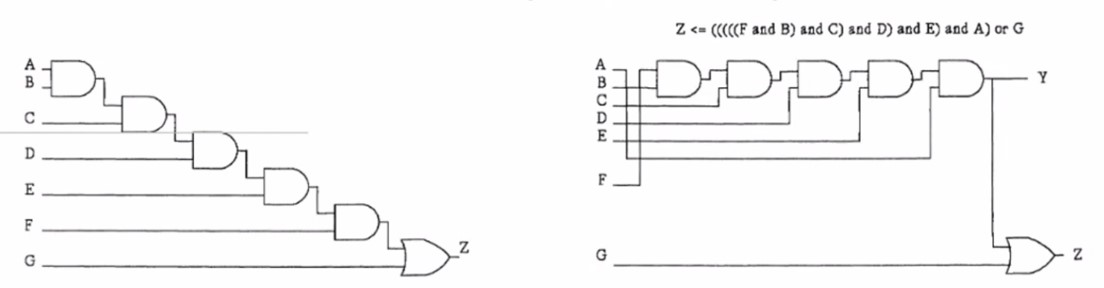 A
B
C
D
E
F
G
Z
Z <= (((((F and B) and C) and D) and E) and A) or G
A
B
C
D
E
F
G
Y
Z